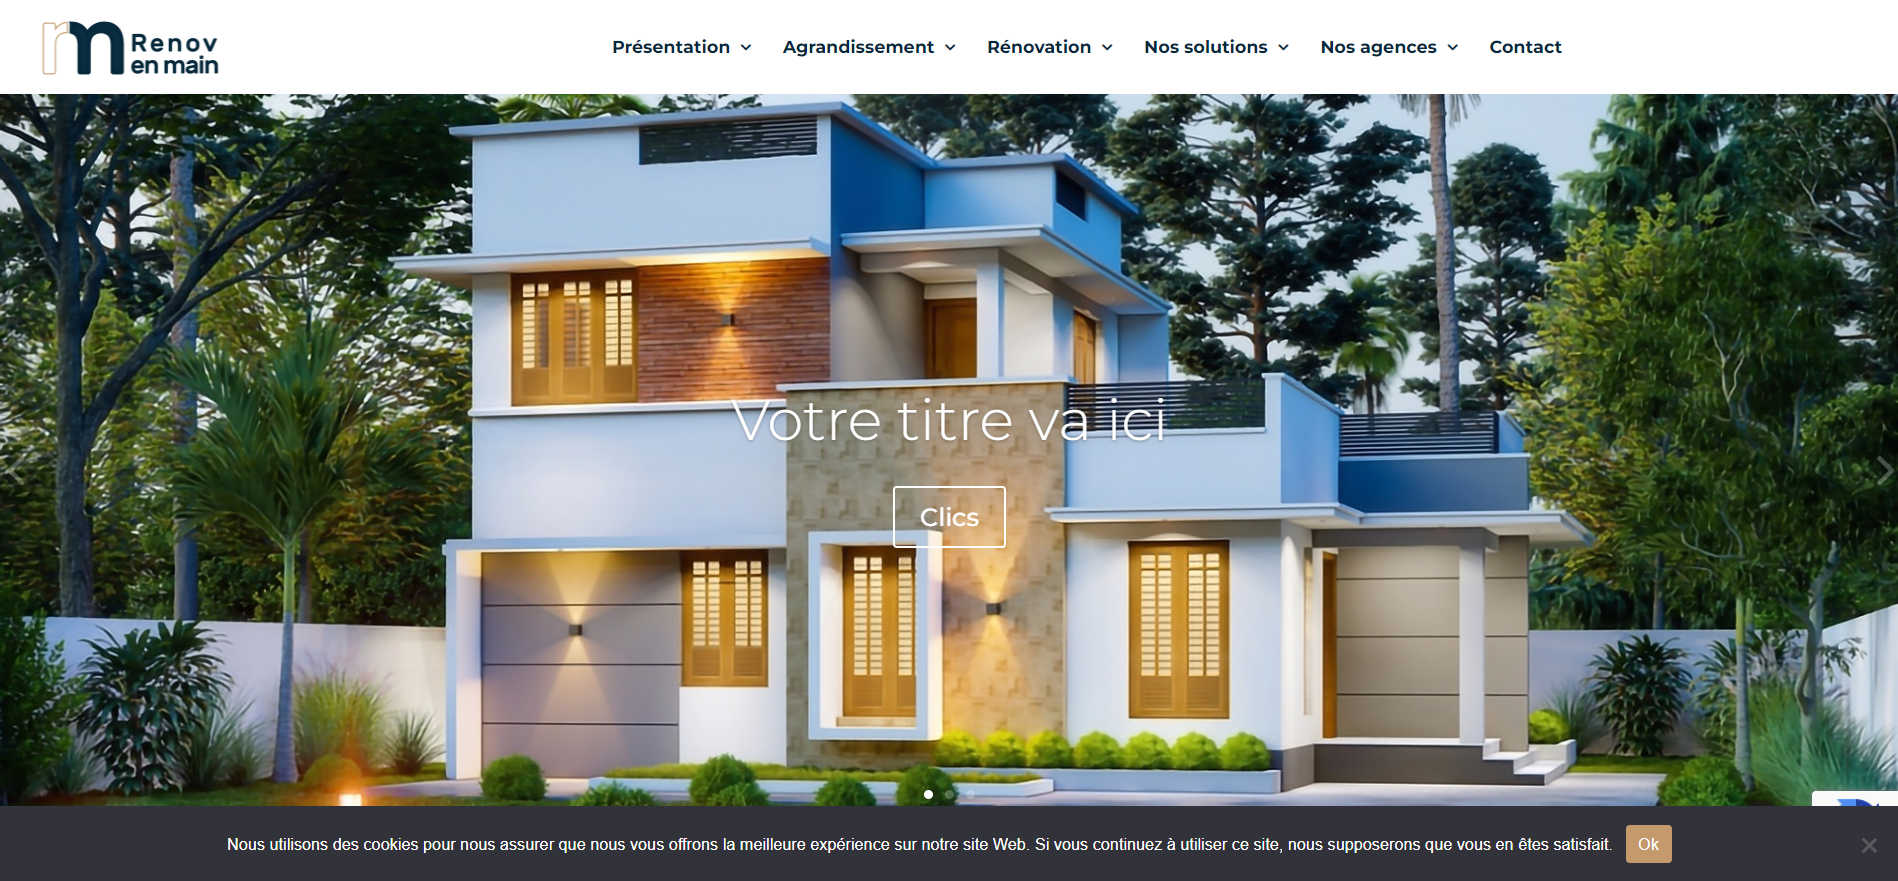 rm Renov
en main
Présentation
Agrandissement
Rénovation
Nos solutions
Nos agences
Contact
Votre titre va ici
Clics
Nous utilisons des cookies pour nous assurer que nous vous offrons la meilleure expérience sur notre site Web. Si vous continuez à utiliser ce site, nous supposerons que vous en êtes satisfait.
Ok